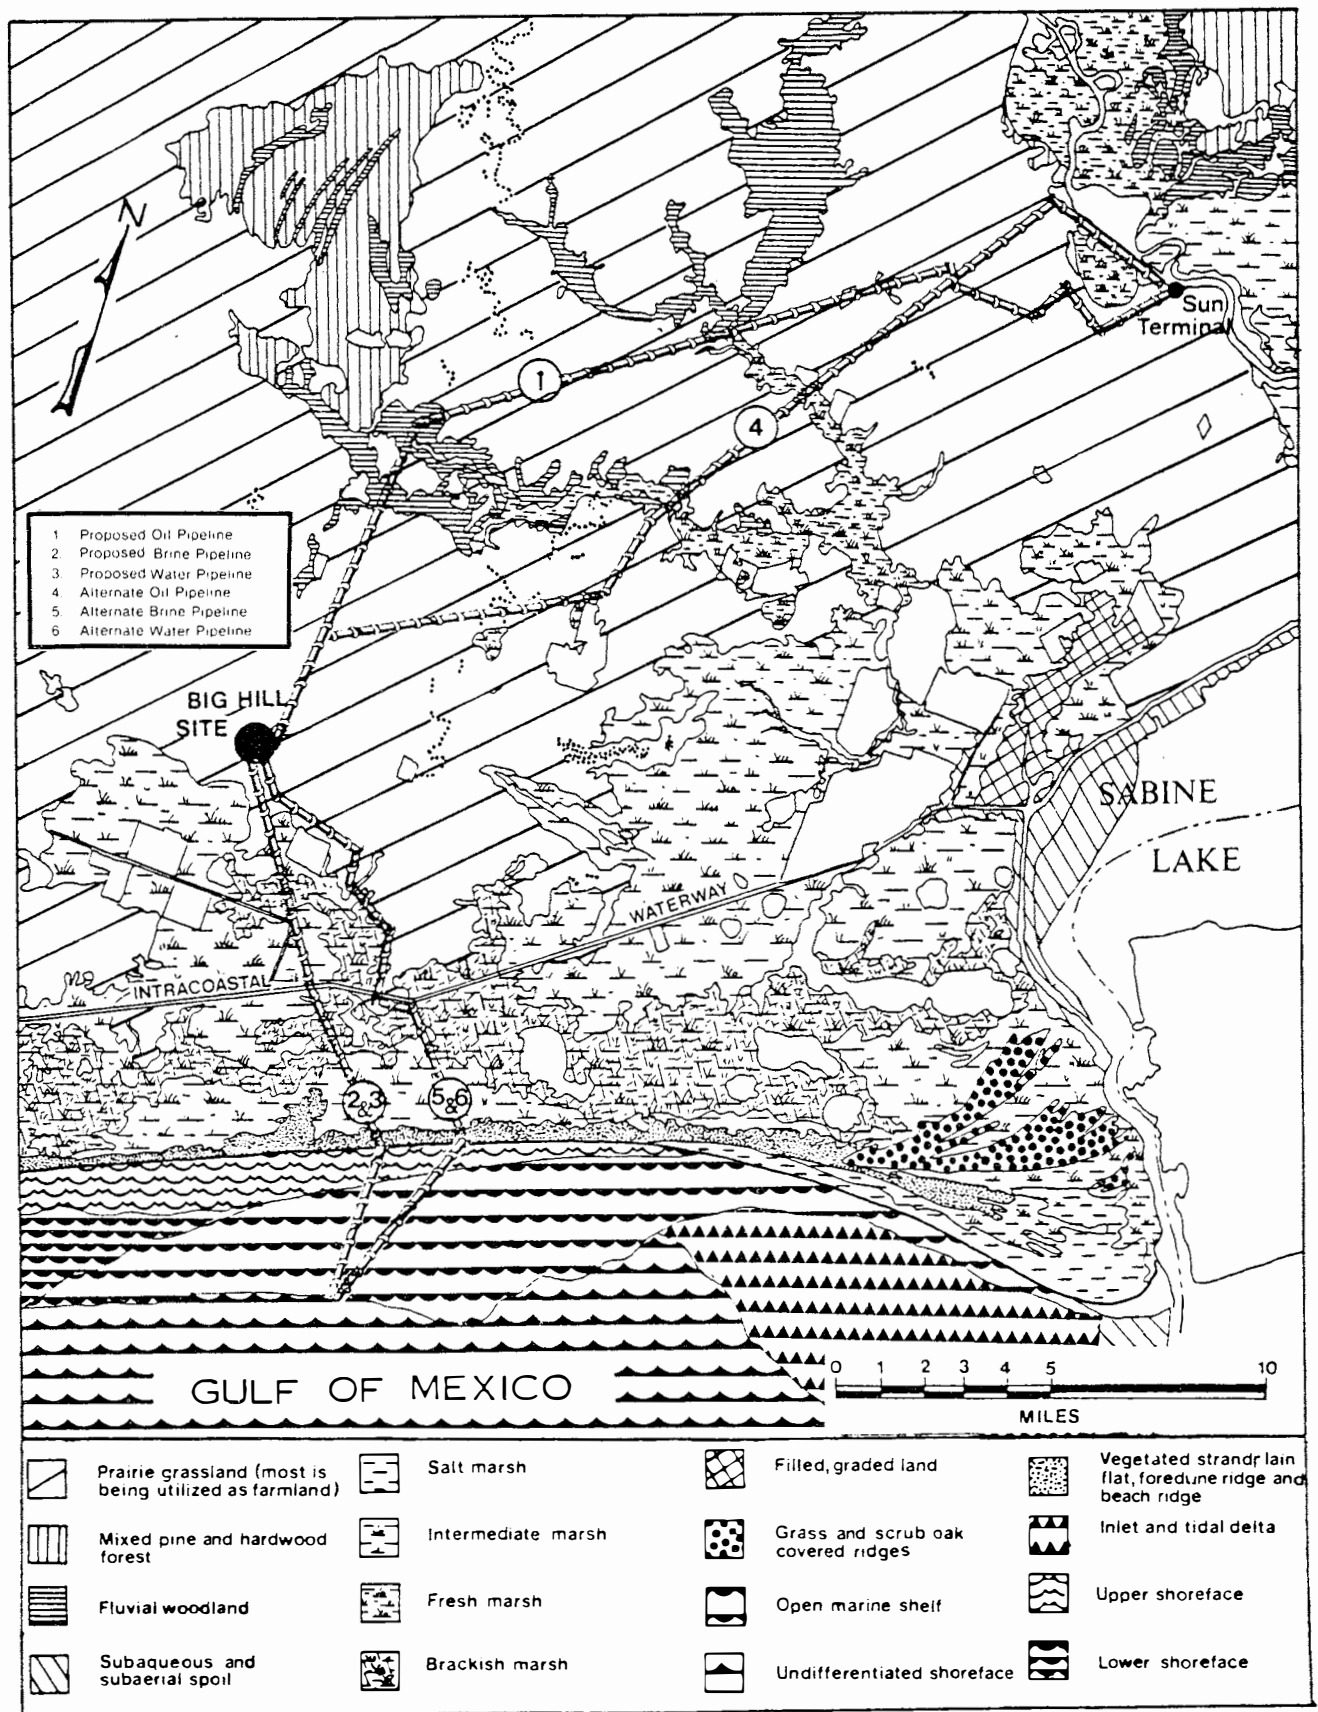 N
Sun
Terminal
1
4
1 Proposed Oil Pipeline
2. Proposed Brine Pipeline
3 Proposed Water Pipeline
4 Alternate Oil Pipeline
5. Alternate Brine Pipeline
6 Alternate Water Pipeline
BIG HILL
SITE
SABINE
LAKE
WATERWAY
INTRACOASTAL
2&3
5&6
GULF OF MEXICO
0 1 2 3 4 5 10
MILES
Prairie grassland (most is
being utilized as farmland)
Mixed pine and hardwood
forest
Fluvial woodland
Subaqueous and
subaerial spoil
Salt marsh
Intermediate marsh
Fresh marsh
Brackish marsh
Filled, graded land
Grass and scrub oak
covered ridges
Open marine shelf
Undifferentiated shoreface
Vegetated strandplain
flat, foredune ridge and
beach ridge
Inlet and tidal delta
Upper shoreface
Lower shoreface